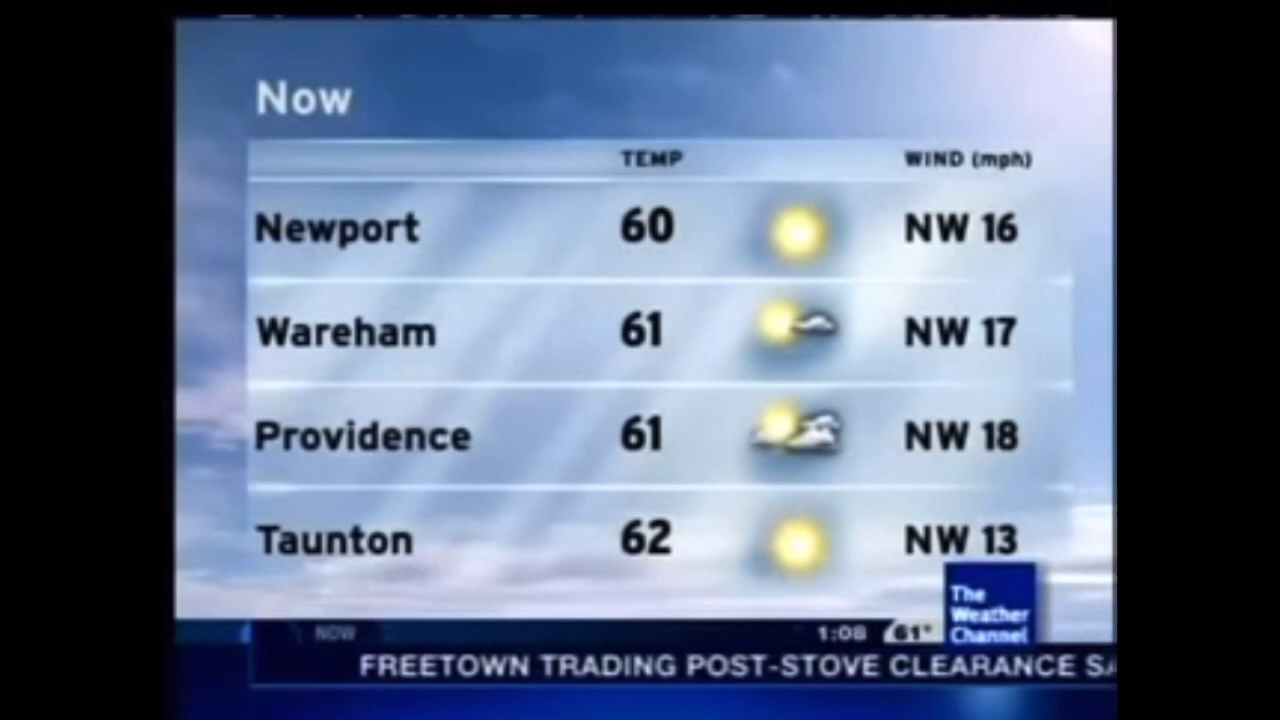 Now
TEMP WIND (mph)
Newport 60 NW 16
Wareham 61 NW 17
Providence 61 NW 18
Taunton 62 NW 13
The
Weather
Channel
NOW 1:08 61°
FREETOWN TRADING POST-STOVE CLEARANCE SA